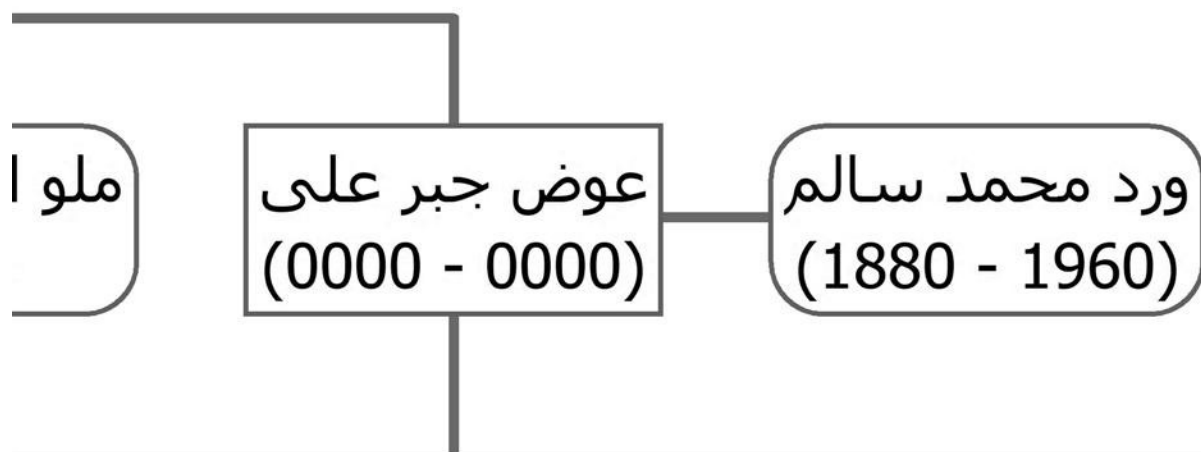 ورد محمد سالم
(1880 - 1960)
عوض جبر على
(0000 - 0000)
ملو